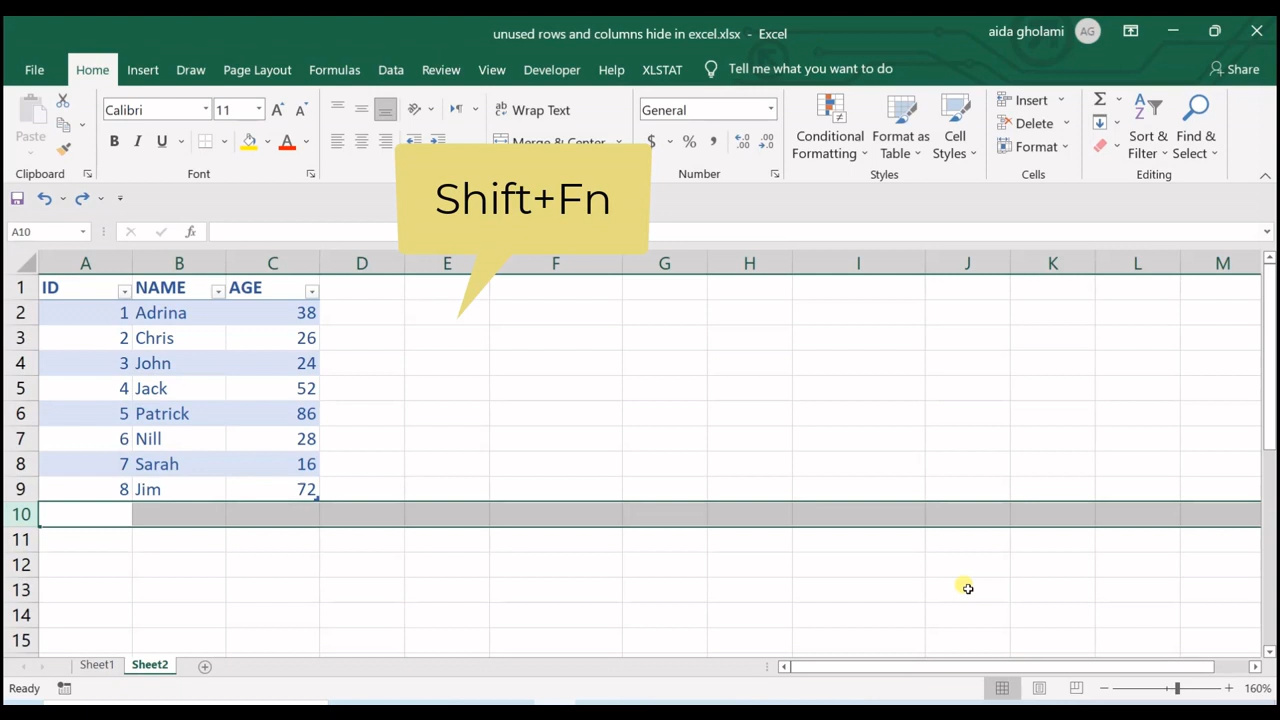 unused rows and columns hide in excel.xlsx - Excel
aida gholami AG
File Home Insert Draw Page Layout Formulas Data Review View Developer Help XLSTAT Tell me what you want to do Share
Paste
Clipboard
Calibri 11 A A
B I U A
Font
ab Wrap Text
General
$ % ,
Number
Conditional Formatting
Format as Table
Cell Styles
Styles
Insert
Delete
Format
Cells
Sort & Filter
Find & Select
Editing
Shift+Fn
A10 fx
A B C D E F G H I J K L M
1 ID NAME AGE
2 1 Adrina 38
3 2 Chris 26
4 3 John 24
5 4 Jack 52
6 5 Patrick 86
7 6 Nill 28
8 7 Sarah 16
9 8 Jim 72
10
11
12
13
14
15
Sheet1 Sheet2
Ready 160%